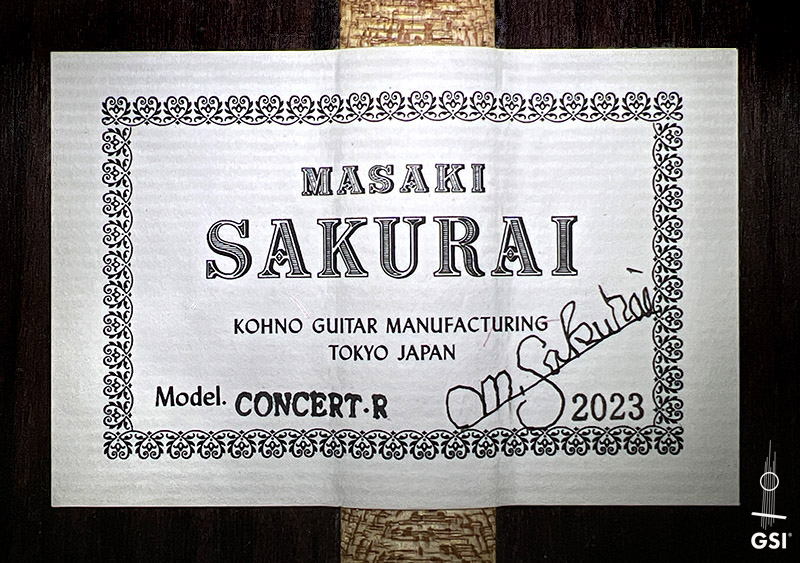 MASAKI
SAKURAI
KOHNO GUITAR MANUFACTURING
TOKYO JAPAN
Model. CONCERT·R
M. Sakurai
2023
GSI®